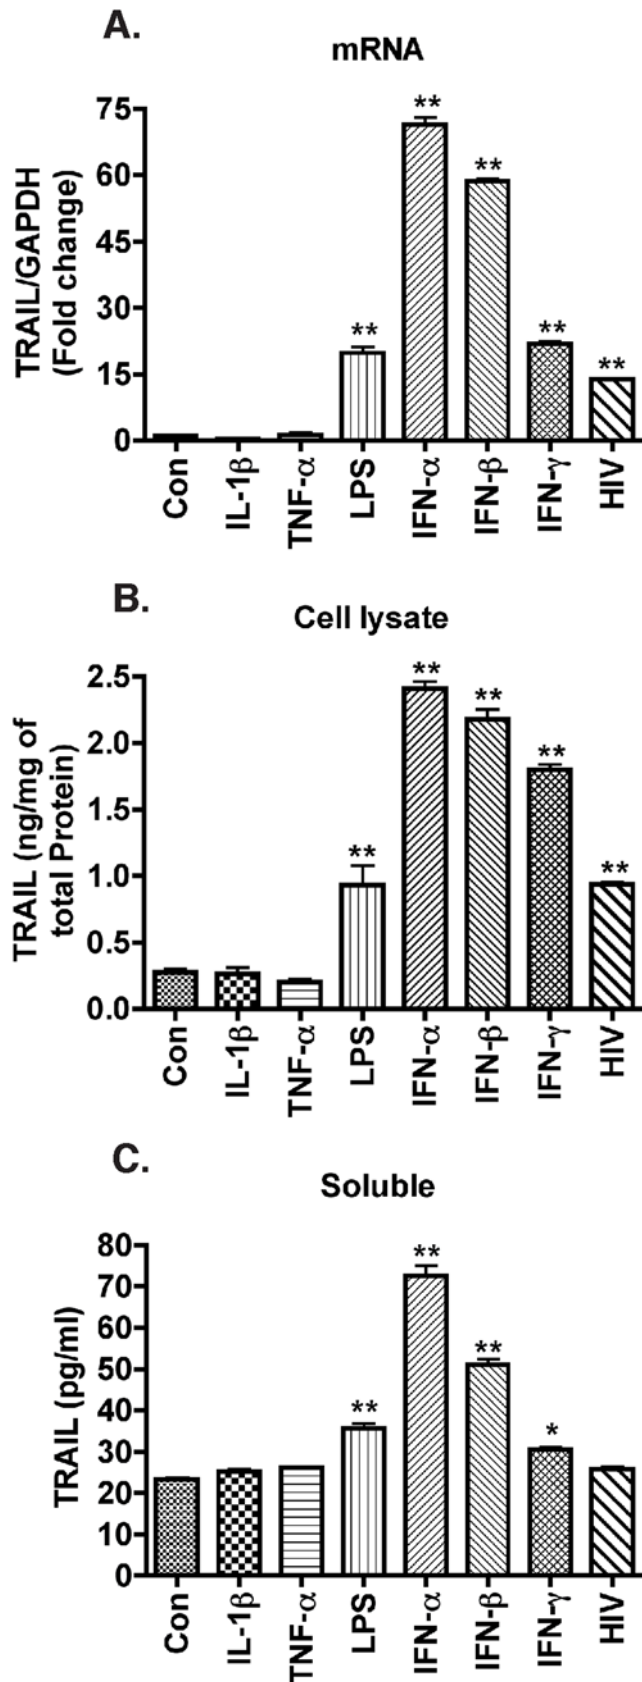 A.
mRNA
TRAIL/GAPDH
(Fold change)
75
60
45
30
15
0
**
**
**
**
**
Con
IL-1β
TNF-α
LPS
IFN-α
IFN-β
IFN-γ
HIV
B.
Cell lysate
TRAIL (ng/mg of
total Protein)
2.5
2.0
1.5
1.0
0.5
0.0
**
**
**
**
**
Con
IL-1β
TNF-α
LPS
IFN-α
IFN-β
IFN-γ
HIV
C.
Soluble
TRAIL (pg/ml)
80
70
60
50
40
30
20
10
0
**
**
**
*
Con
IL-1β
TNF-α
LPS
IFN-α
IFN-β
IFN-γ
HIV